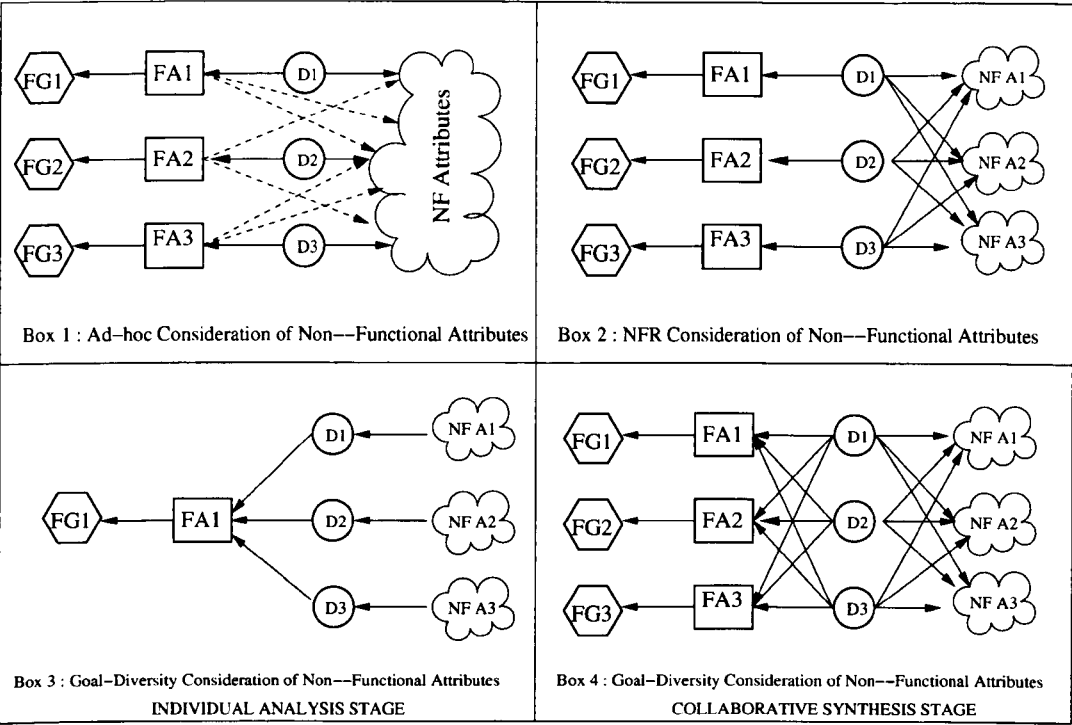 FG1 FA1 D1
FG2 FA2 D2
FG3 FA3 D3
NF Attributes
Box 1 : Ad-hoc Consideration of Non--Functional Attributes
FG1 FA1 D1 NF A1
FG2 FA2 D2 NF A2
FG3 FA3 D3 NF A3
Box 2 : NFR Consideration of Non--Functional Attributes
D1 NF A1
FG1 FA1 D2 NF A2
D3 NF A3
Box 3 : Goal-Diversity Consideration of Non--Functional Attributes
INDIVIDUAL ANALYSIS STAGE
FG1 FA1 D1 NF A1
FG2 FA2 D2 NF A2
FG3 FA3 D3 NF A3
Box 4 : Goal-Diversity Consideration of Non--Functional Attributes
COLLABORATIVE SYNTHESIS STAGE